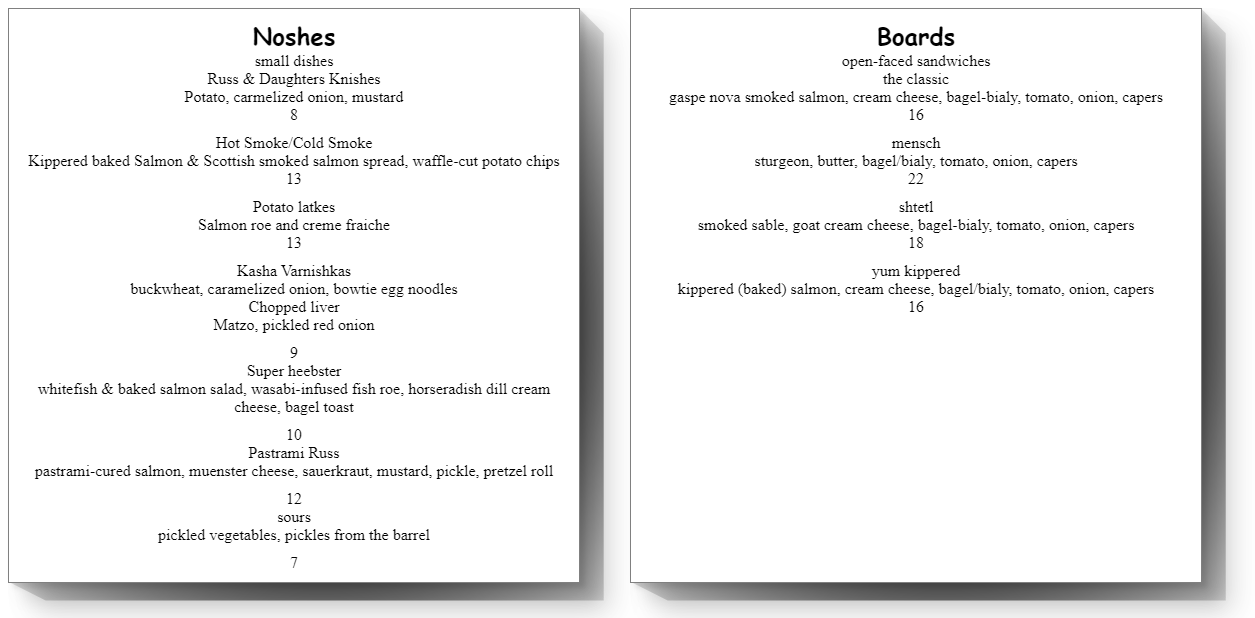 Noshes
small dishes
Russ & Daughters Knishes
Potato, carmelized onion, mustard
8
Hot Smoke/Cold Smoke
Kippered baked Salmon & Scottish smoked salmon spread, waffle-cut potato chips
13
Potato latkes
Salmon roe and creme fraiche
13
Kasha Varnishkas
buckwheat, caramelized onion, bowtie egg noodles
Chopped liver
Matzo, pickled red onion
9
Super heebster
whitefish & baked salmon salad, wasabi-infused fish roe, horseradish dill cream
cheese, bagel toast
10
Pastrami Russ
pastrami-cured salmon, muenster cheese, sauerkraut, mustard, pickle, pretzel roll
12
sours
pickled vegetables, pickles from the barrel
7
Boards
open-faced sandwiches
the classic
gaspe nova smoked salmon, cream cheese, bagel-bialy, tomato, onion, capers
16
mensch
sturgeon, butter, bagel/bialy, tomato, onion, capers
22
shtetl
smoked sable, goat cream cheese, bagel-bialy, tomato, onion, capers
18
yum kippered
kippered (baked) salmon, cream cheese, bagel/bialy, tomato, onion, capers
16